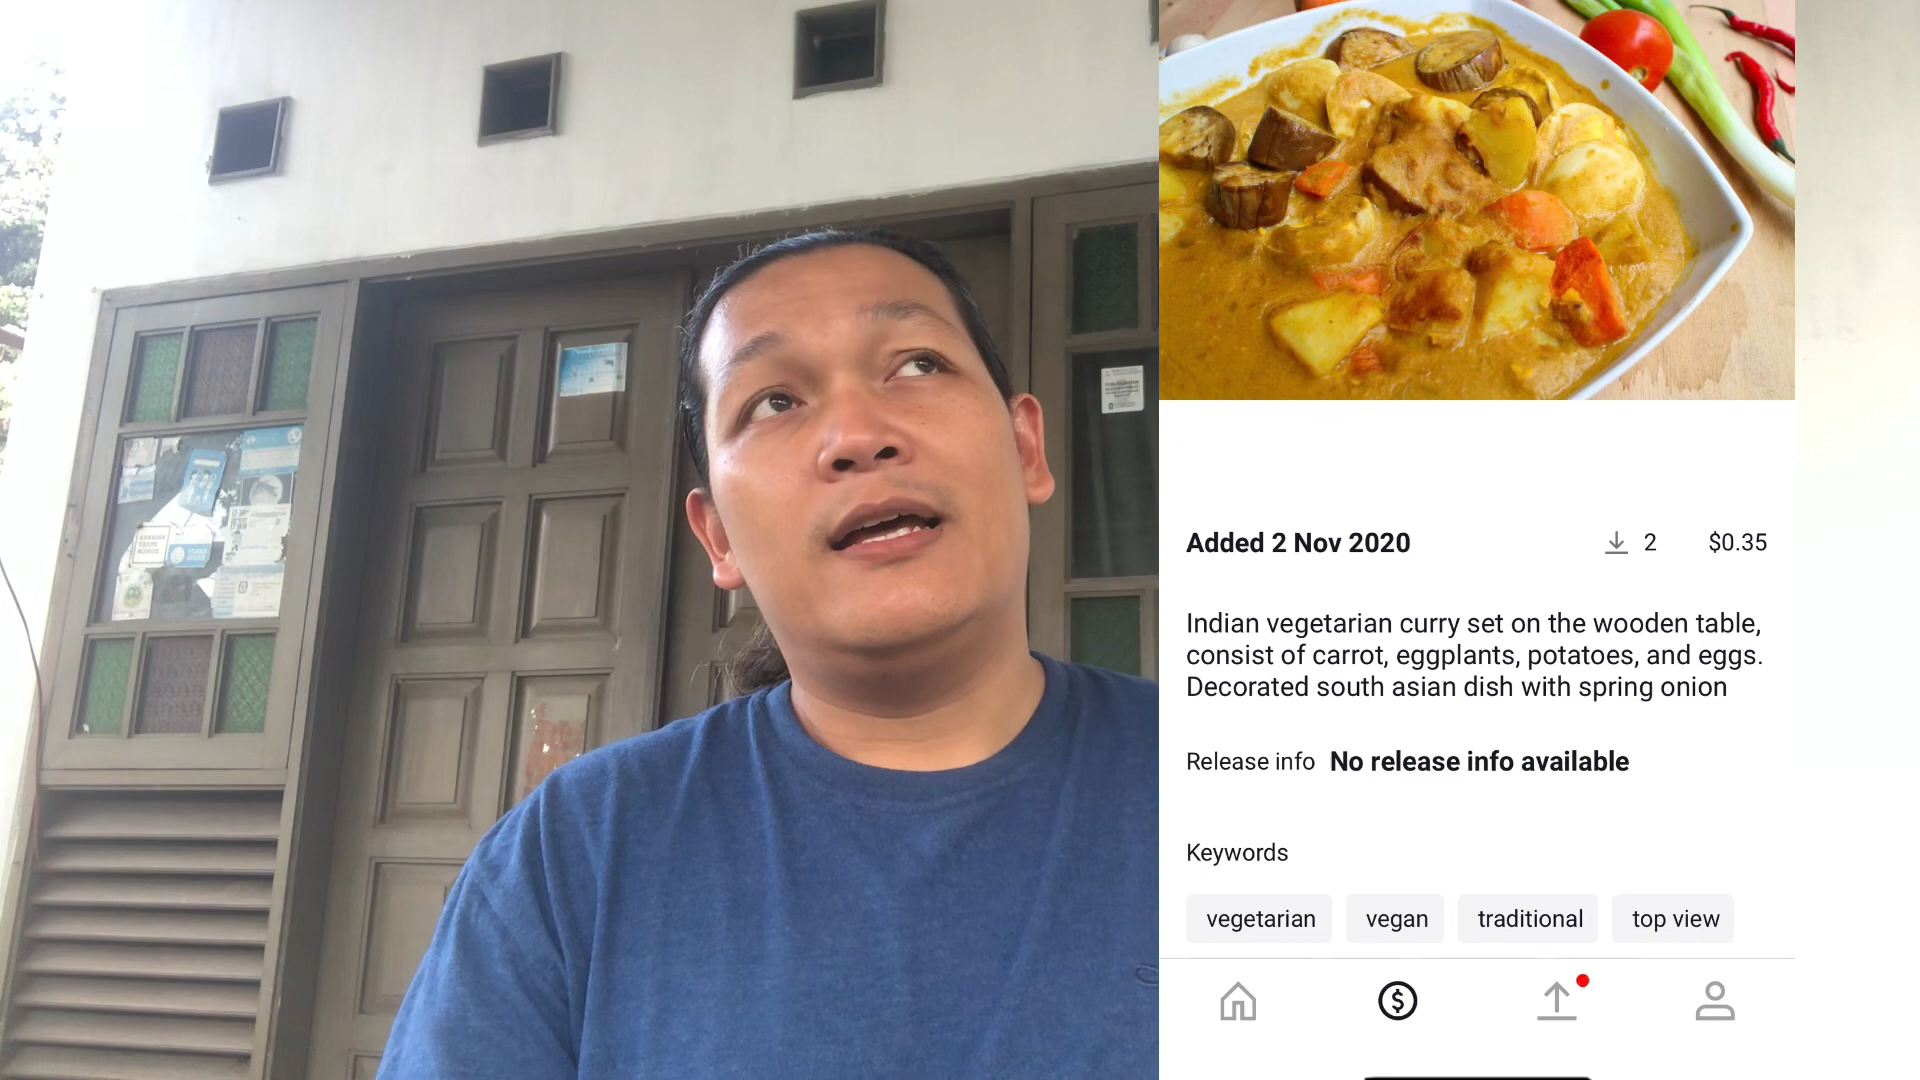 Added 2 Nov 2020
2
$0.35
Indian vegetarian curry set on the wooden table,
consist of carrot, eggplants, potatoes, and eggs.
Decorated south asian dish with spring onion
Release info No release info available
Keywords
vegetarian
vegan
traditional
top view